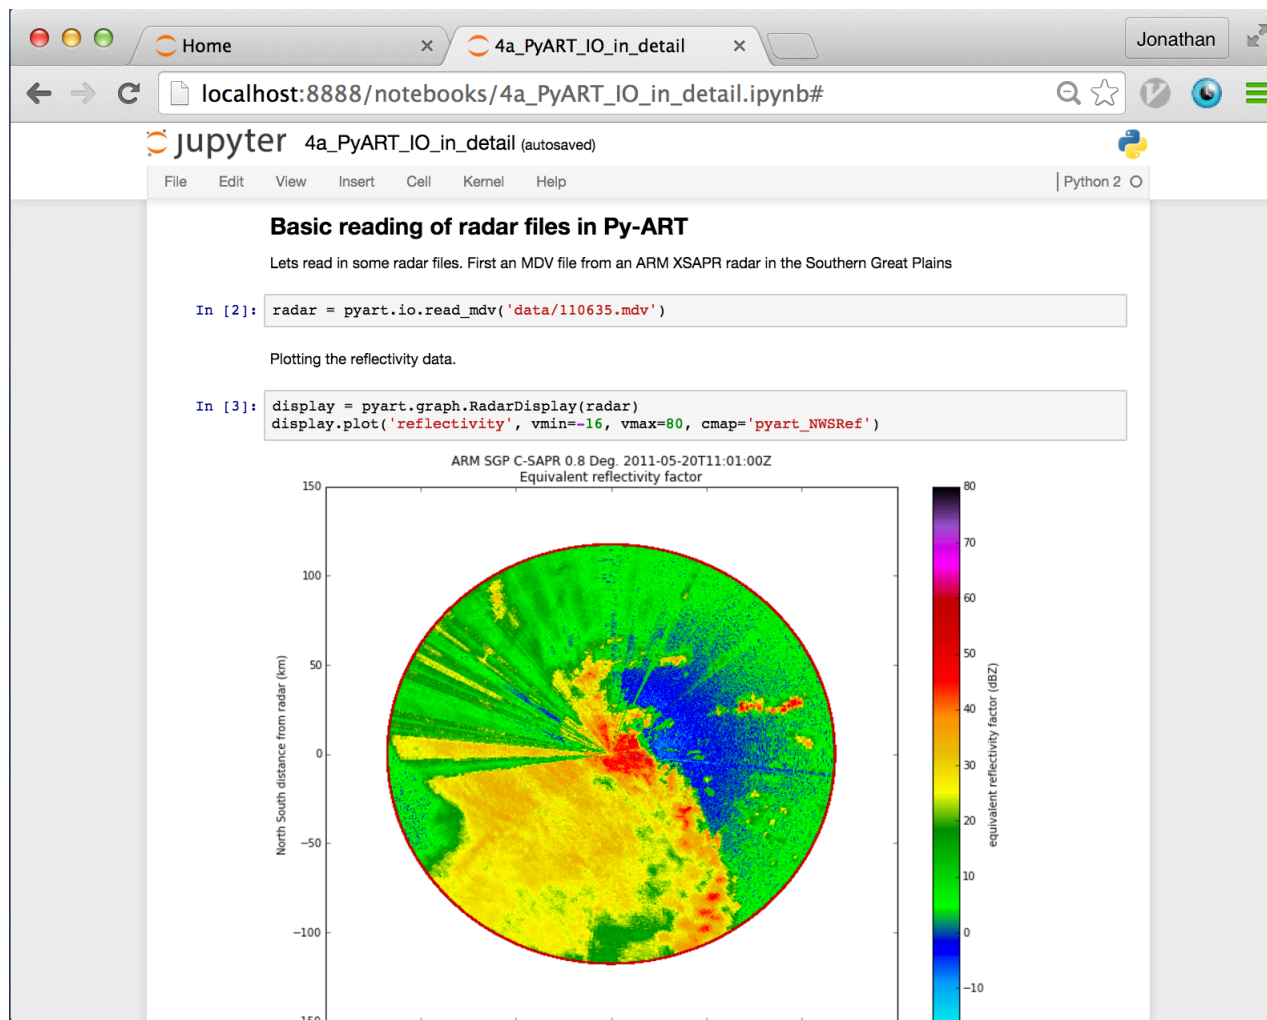 Home
4a_PyART_IO_in_detail
Jonathan
localhost:8888/notebooks/4a_PyART_IO_in_detail.ipynb#
jupyter 4a_PyART_IO_in_detail (autosaved)
File Edit View Insert Cell Kernel Help
Python 2
Basic reading of radar files in Py-ART
Lets read in some radar files. First an MDV file from an ARM XSAPR radar in the Southern Great Plains
In [2]: radar = pyart.io.read_mdv('data/110635.mdv')
Plotting the reflectivity data.
In [3]: display = pyart.graph.RadarDisplay(radar)
display.plot('reflectivity', vmin=-16, vmax=80, cmap='pyart_NWSRef')
ARM SGP C-SAPR 0.8 Deg. 2011-05-20T11:01:00Z
Equivalent reflectivity factor
North South distance from radar (km)
150
100
50
0
−50
−100
150
80
70
60
50
40
30
20
10
0
−10
equivalent reflectivity factor (dBZ)